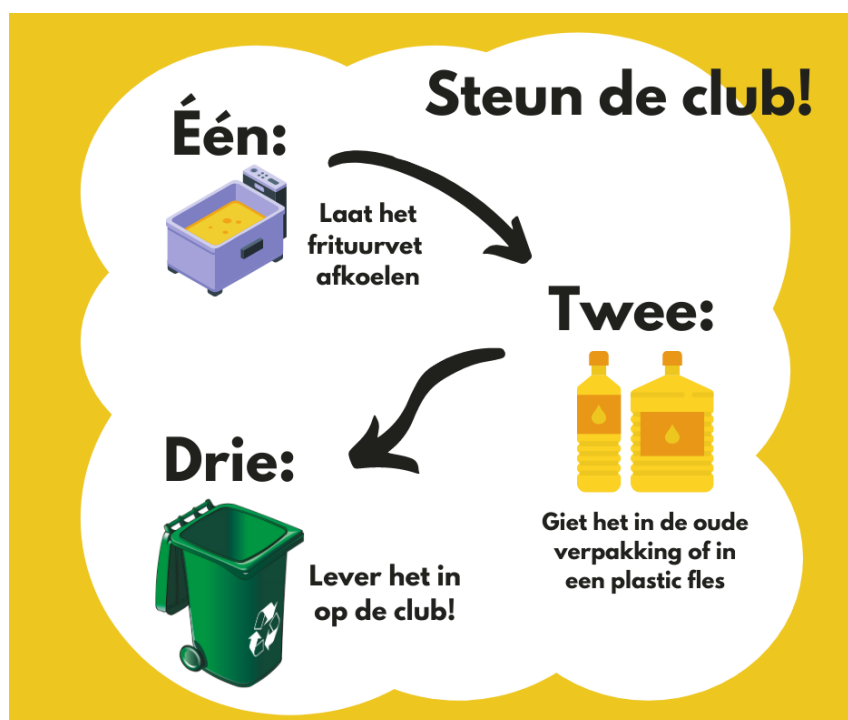 Steun de club!
Één:
Laat het
frituurvet
afkoelen
Twee:
Giet het in de oude
verpakking of in
een plastic fles
Drie:
Lever het in
op de club!